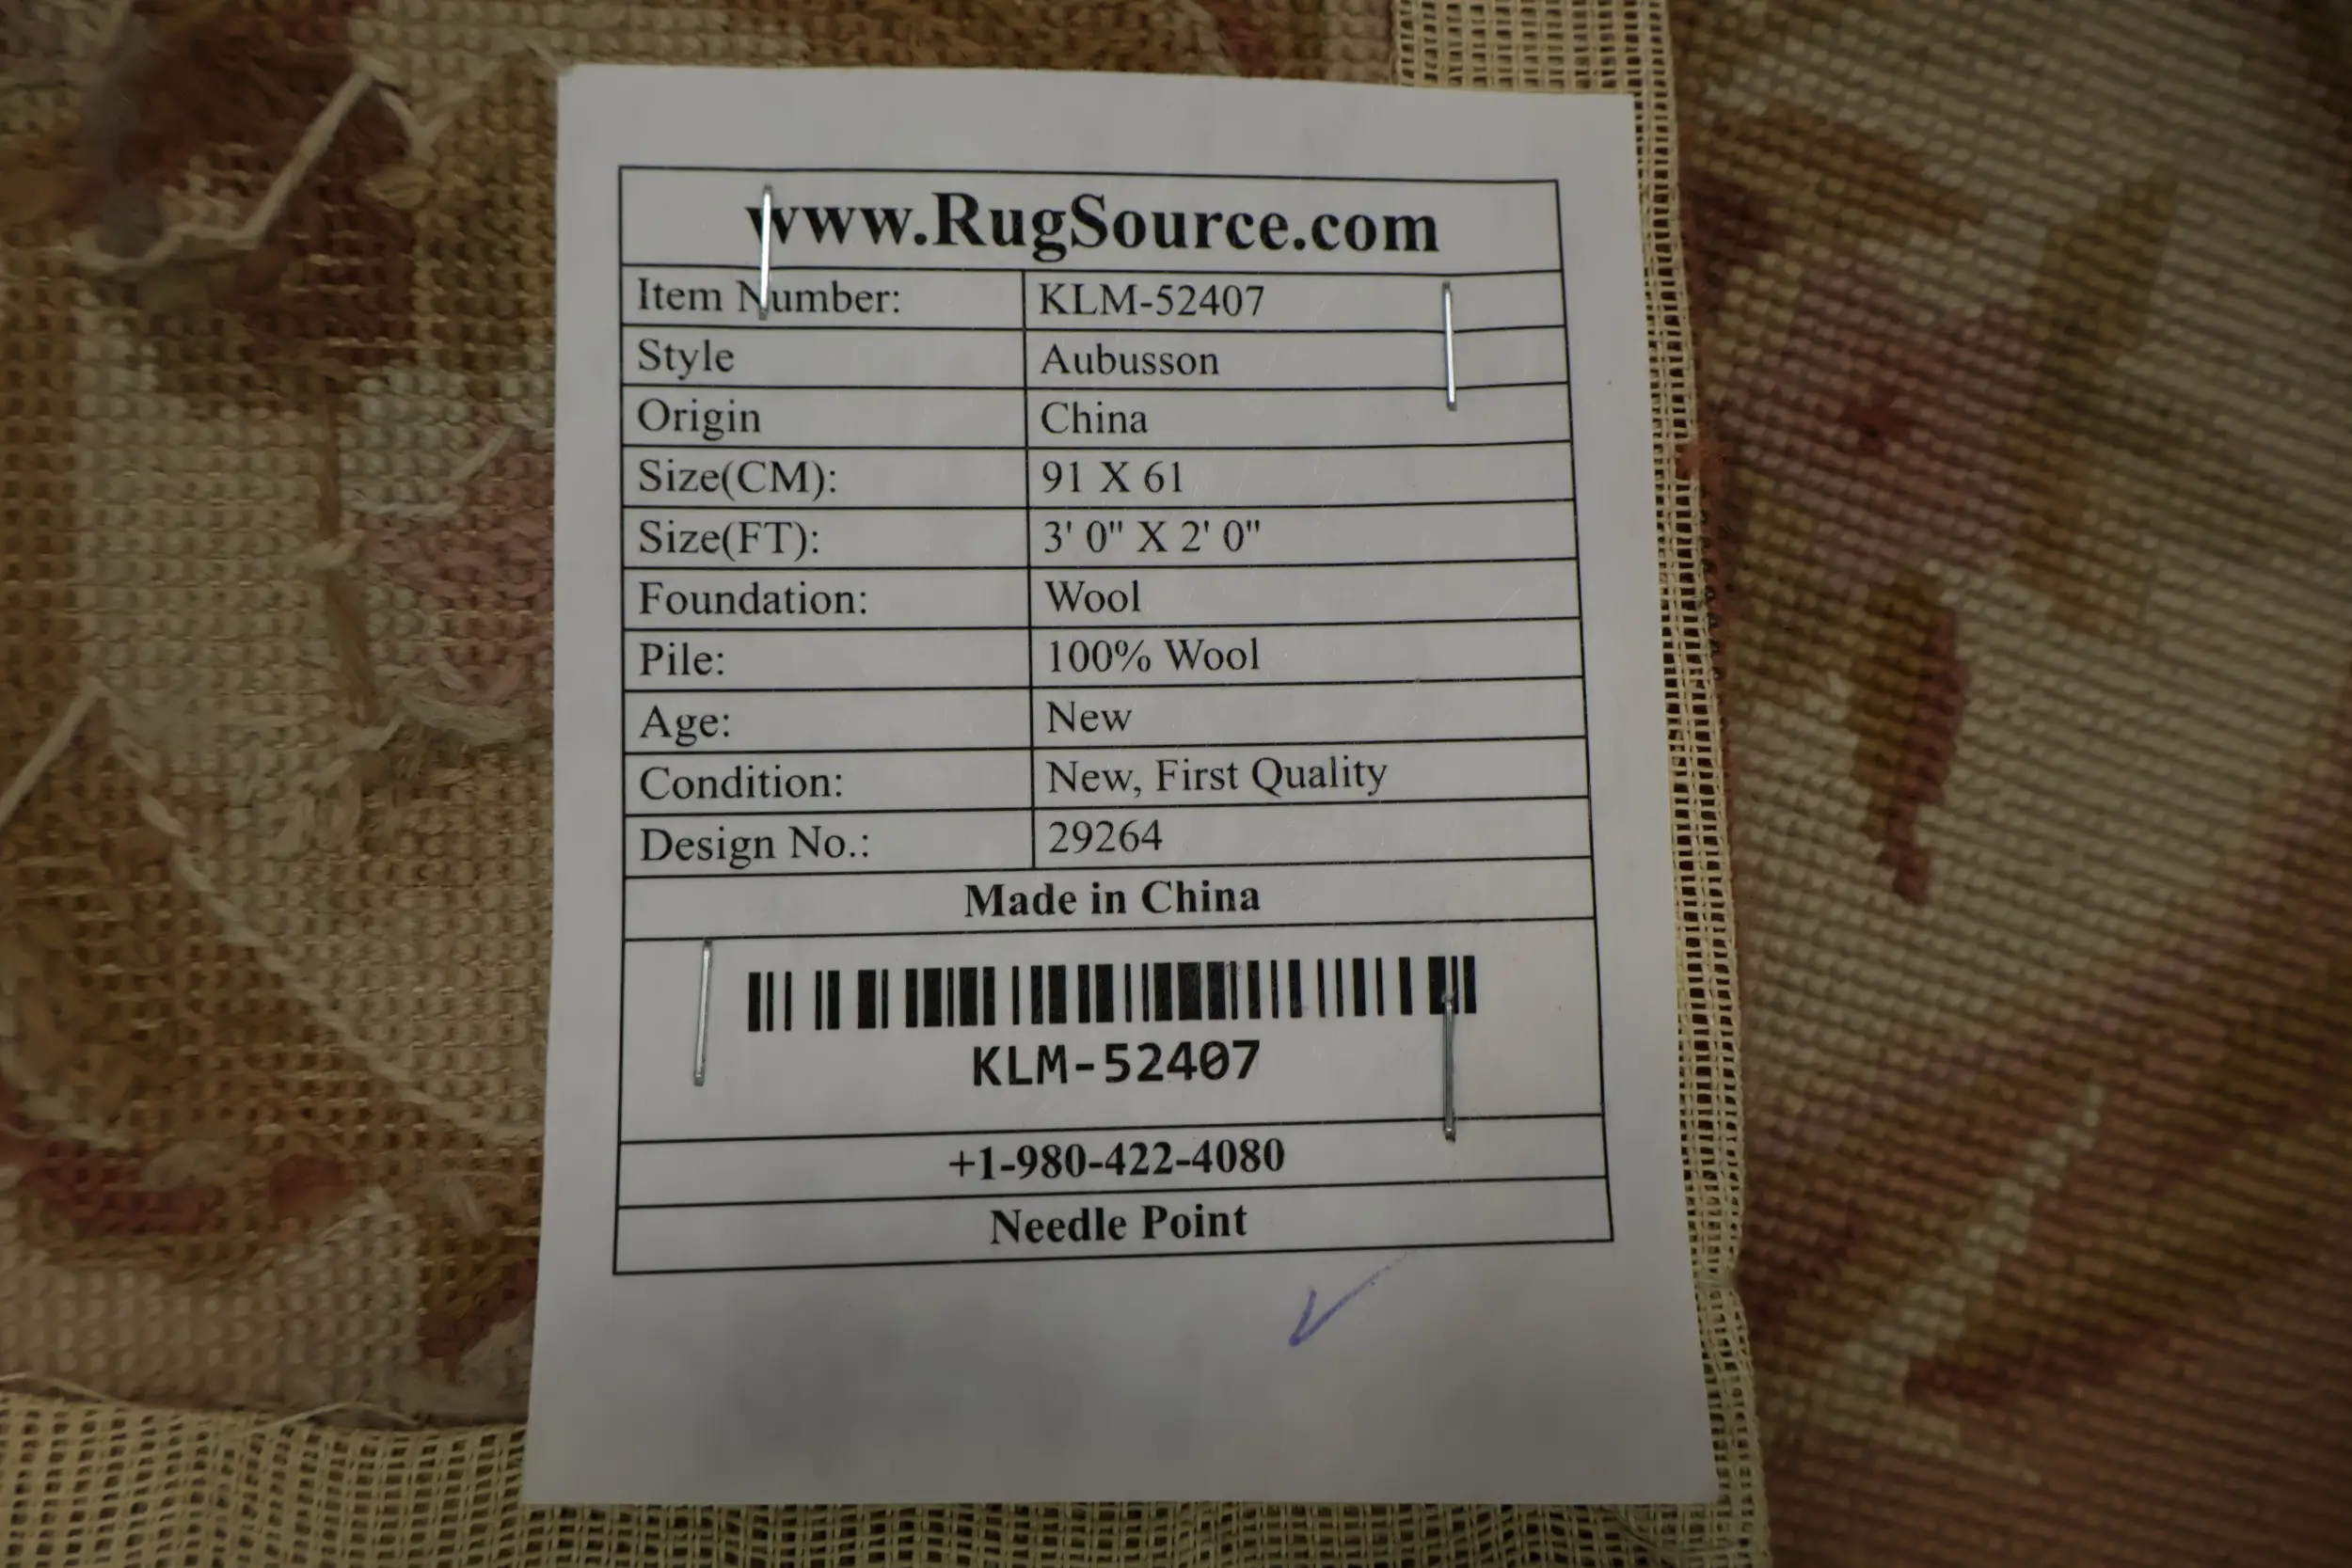 www.RugSource.com
Item Number: KLM-52407
Style Aubusson
Origin China
Size(CM): 91 X 61
Size(FT): 3' 0" X 2' 0"
Foundation: Wool
Pile: 100% Wool
Age: New
Condition: New, First Quality
Design No.: 29264
Made in China
KLM-52407
+1-980-422-4080
Needle Point